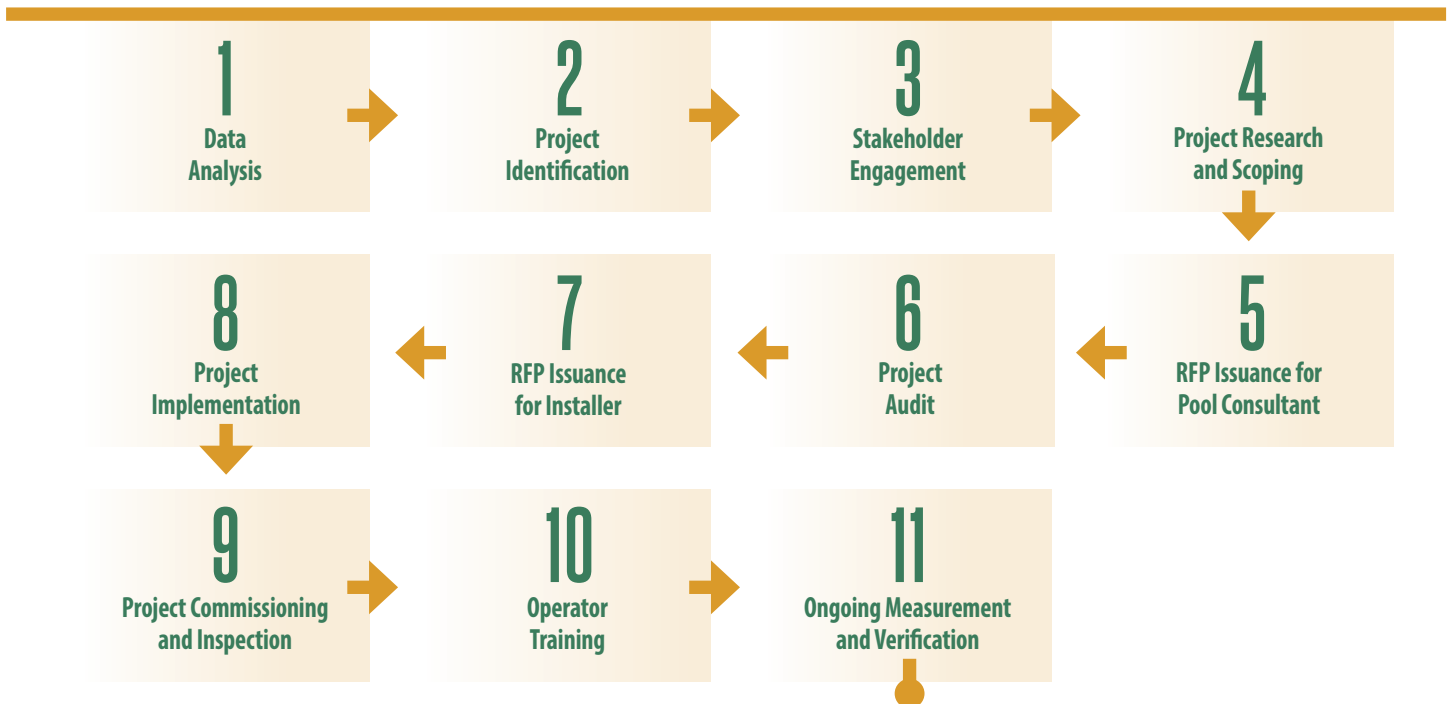 1
Data
Analysis
2
Project
Identification
3
Stakeholder
Engagement
4
Project Research
and Scoping
5
RFP Issuance for
Pool Consultant
6
Project
Audit
7
RFP Issuance
for Installer
8
Project
Implementation
9
Project Commissioning
and Inspection
10
Operator
Training
11
Ongoing Measurement
and Verification